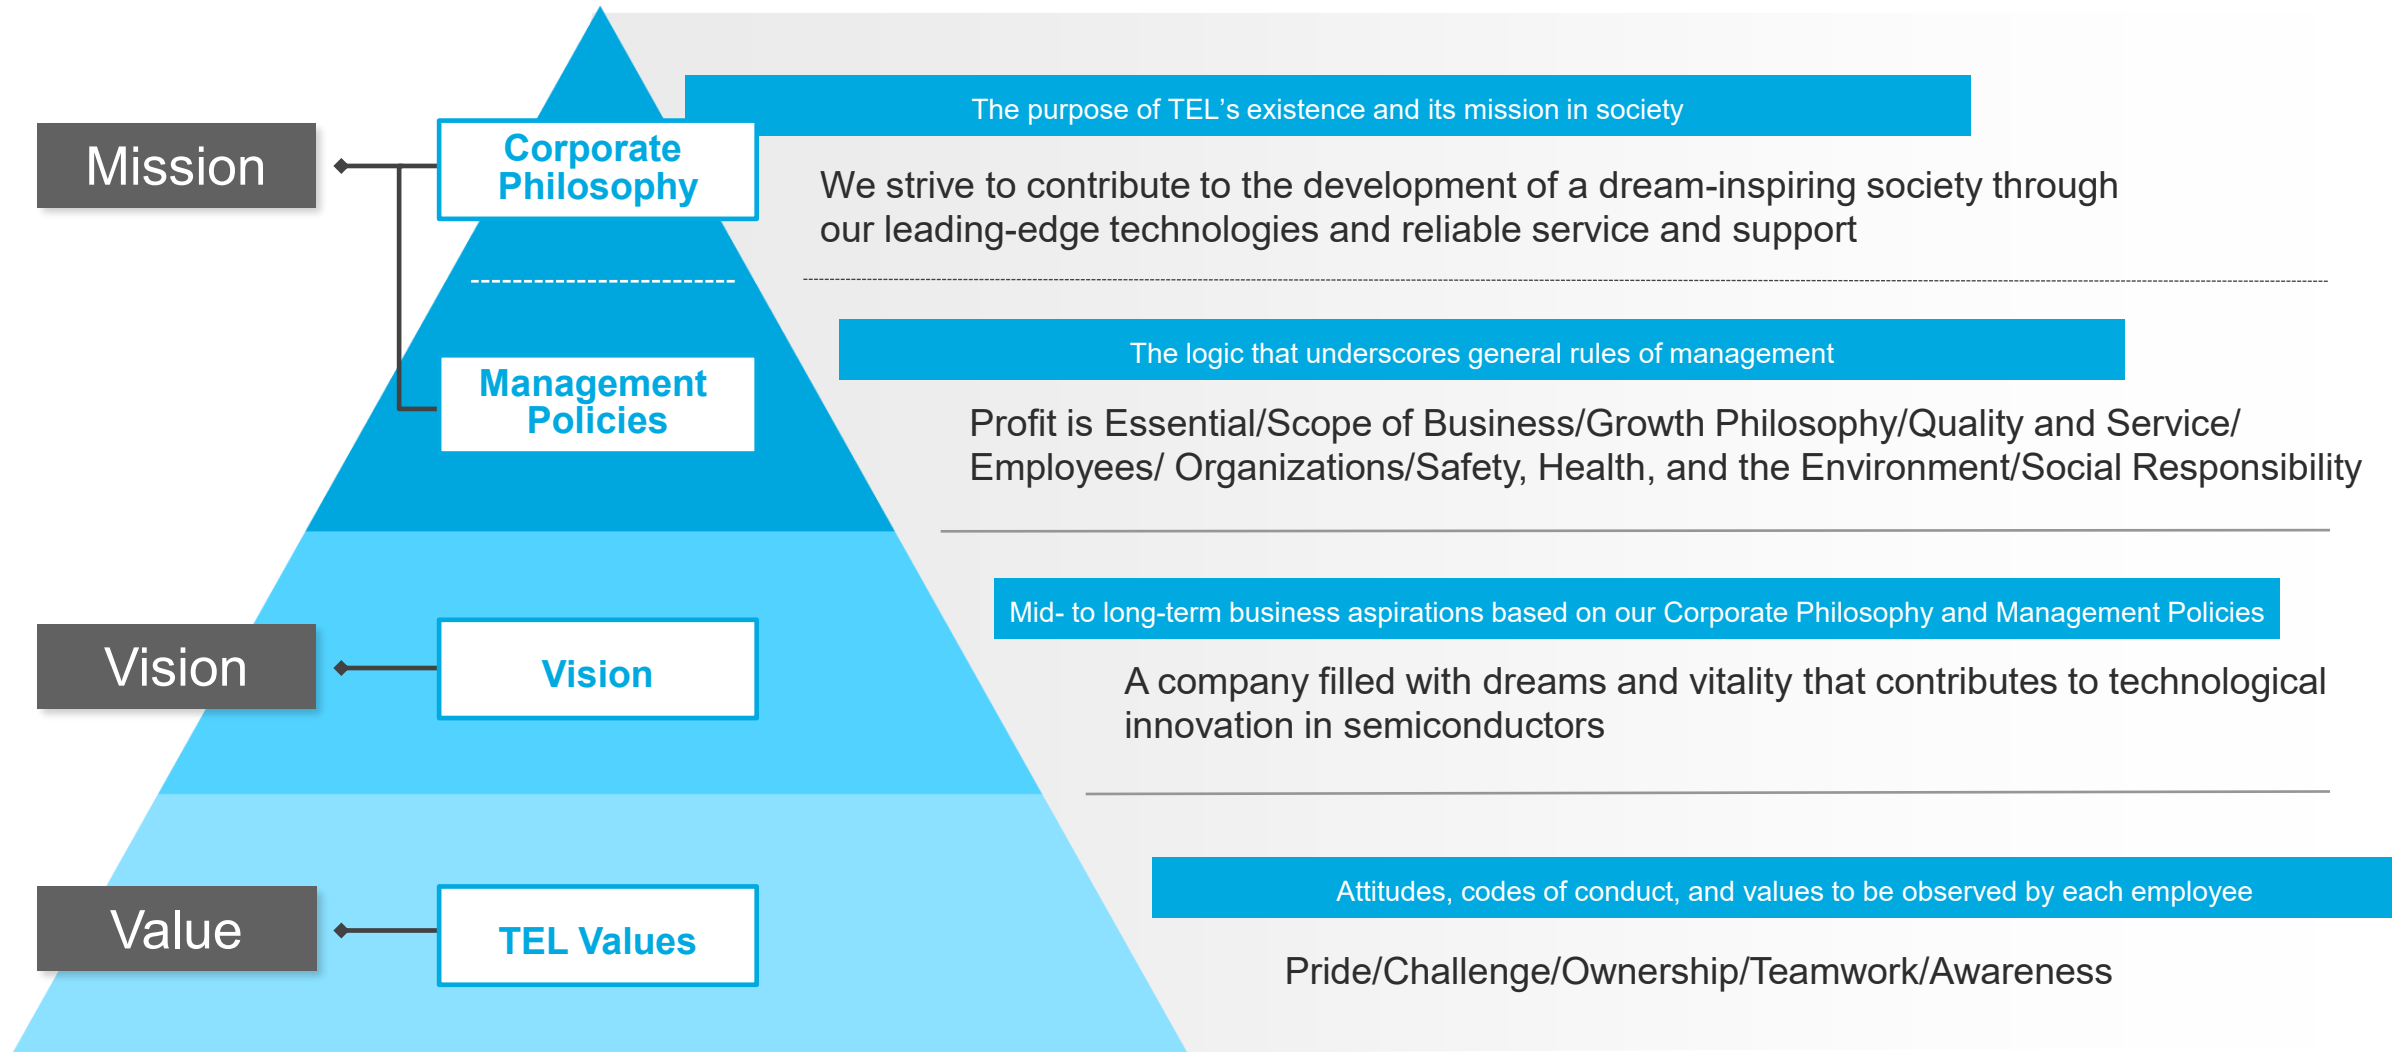 The purpose of TEL’s existence and its mission in society
Mission
Corporate
Philosophy
We strive to contribute to the development of a dream-inspiring society through
our leading-edge technologies and reliable service and support
The logic that underscores general rules of management
Management
Policies
Profit is Essential/Scope of Business/Growth Philosophy/Quality and Service/
Employees/ Organizations/Safety, Health, and the Environment/Social Responsibility
Mid- to long-term business aspirations based on our Corporate Philosophy and Management Policies
Vision
Vision
A company filled with dreams and vitality that contributes to technological
innovation in semiconductors
Attitudes, codes of conduct, and values to be observed by each employee
Value
TEL Values
Pride/Challenge/Ownership/Teamwork/Awareness